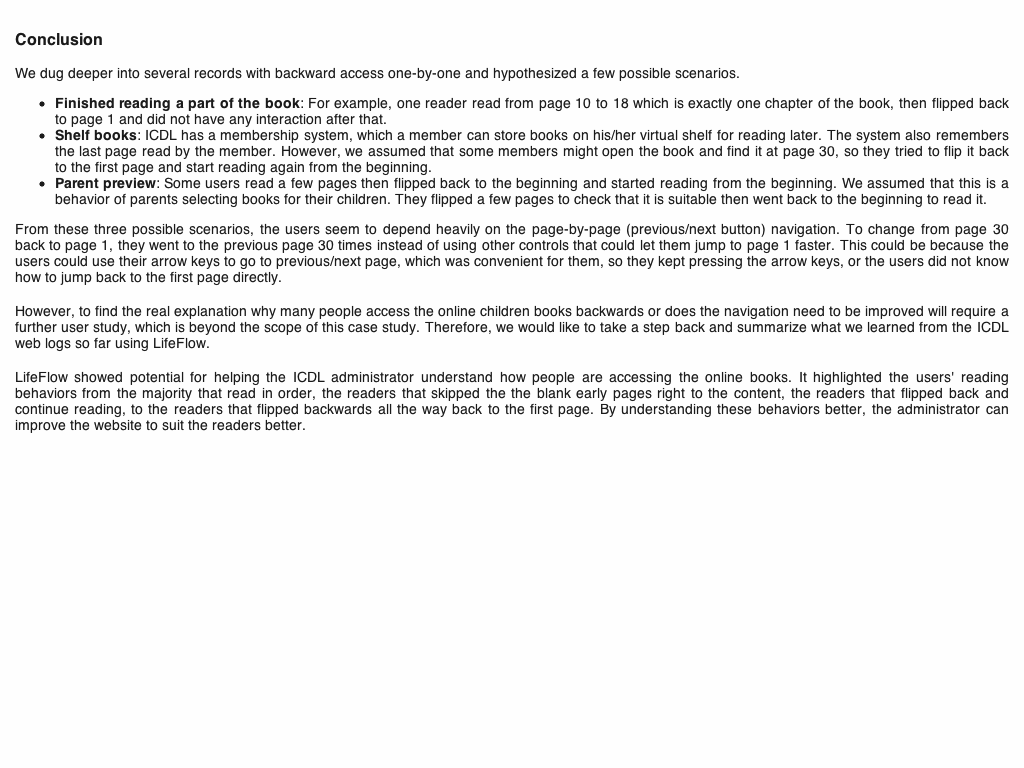 Conclusion
We dug deeper into several records with backward access one-by-one and hypothesized a few possible scenarios.
• Finished reading a part of the book: For example, one reader read from page 10 to 18 which is exactly one chapter of the book, then flipped back
to page 1 and did not have any interaction after that.
• Shelf books: ICDL has a membership system, which a member can store books on his/her virtual shelf for reading later. The system also remembers
the last page read by the member. However, we assumed that some members might open the book and find it at page 30, so they tried to flip it back
to the first page and start reading again from the beginning.
• Parent preview: Some users read a few pages then flipped back to the beginning and started reading from the beginning. We assumed that this is a
behavior of parents selecting books for their children. They flipped a few pages to check that it is suitable then went back to the beginning to read it.
From these three possible scenarios, the users seem to depend heavily on the page-by-page (previous/next button) navigation. To change from page 30
back to page 1, they went to the previous page 30 times instead of using other controls that could let them jump to page 1 faster. This could be because the
users could use their arrow keys to go to previous/next page, which was convenient for them, so they kept pressing the arrow keys, or the users did not know
how to jump back to the first page directly.
However, to find the real explanation why many people access the online children books backwards or does the navigation need to be improved will require a
further user study, which is beyond the scope of this case study. Therefore, we would like to take a step back and summarize what we learned from the ICDL
web logs so far using LifeFlow.
LifeFlow showed potential for helping the ICDL administrator understand how people are accessing the online books. It highlighted the users' reading
behaviors from the majority that read in order, the readers that skipped the the blank early pages right to the content, the readers that flipped back and
continue reading, to the readers that flipped backwards all the way back to the first page. By understanding these behaviors better, the administrator can
improve the website to suit the readers better.